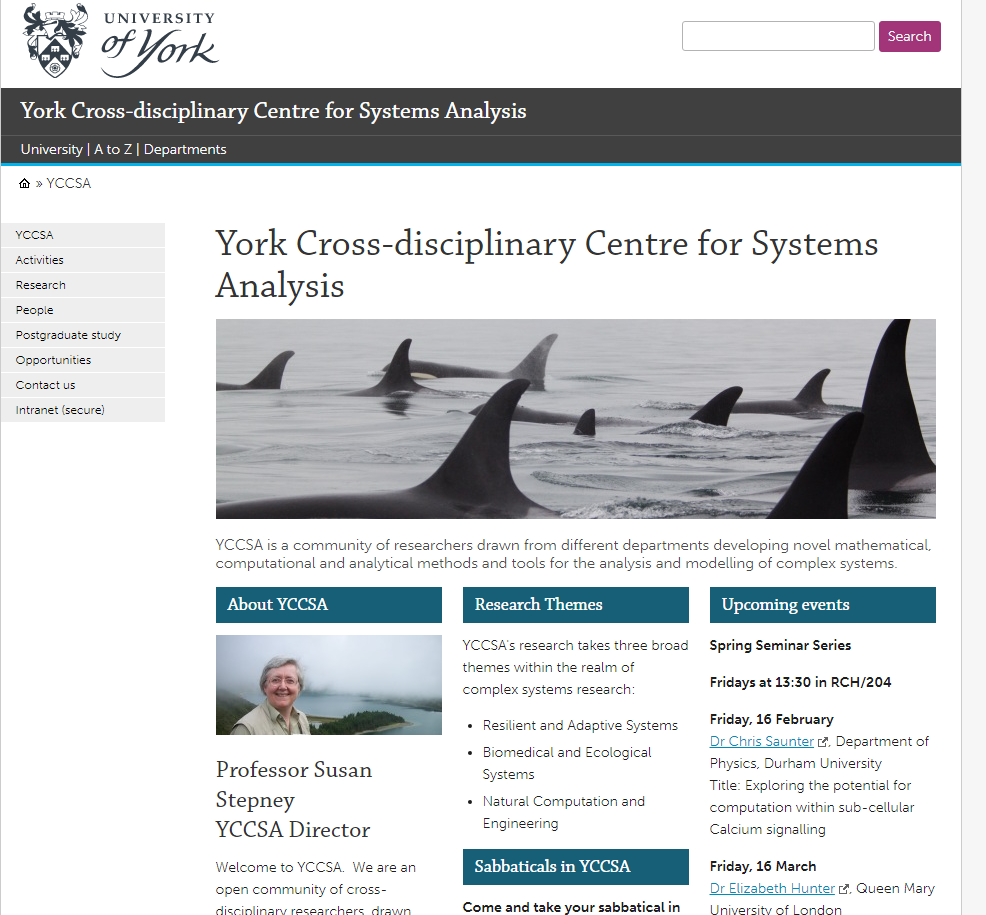 UNIVERSITY
of York
Search
York Cross-disciplinary Centre for Systems Analysis
University | A to Z | Departments
» YCCSA
YCCSA
Activities
Research
People
Postgraduate study
Opportunities
Contact us
Intranet (secure)
York Cross-disciplinary Centre for Systems
Analysis
YCCSA is a community of researchers drawn from different departments developing novel mathematical,
computational and analytical methods and tools for the analysis and modelling of complex systems.
About YCCSA
Professor Susan
Stepney
YCCSA Director
Welcome to YCCSA.  We are an
open community of cross-
disciplinary researchers, drawn
Research Themes
YCCSA's research takes three broad
themes within the realm of
complex systems research:
• Resilient and Adaptive Systems
• Biomedical and Ecological
Systems
• Natural Computation and
Engineering
Sabbaticals in YCCSA
Come and take your sabbatical in
Upcoming events
Spring Seminar Series
Fridays at 13:30 in RCH/204
Friday, 16 February
Dr Chris Saunter, Department of
Physics, Durham University
Title: Exploring the potential for
computation within sub-cellular
Calcium signalling
Friday, 16 March
Dr Elizabeth Hunter, Queen Mary
University of London